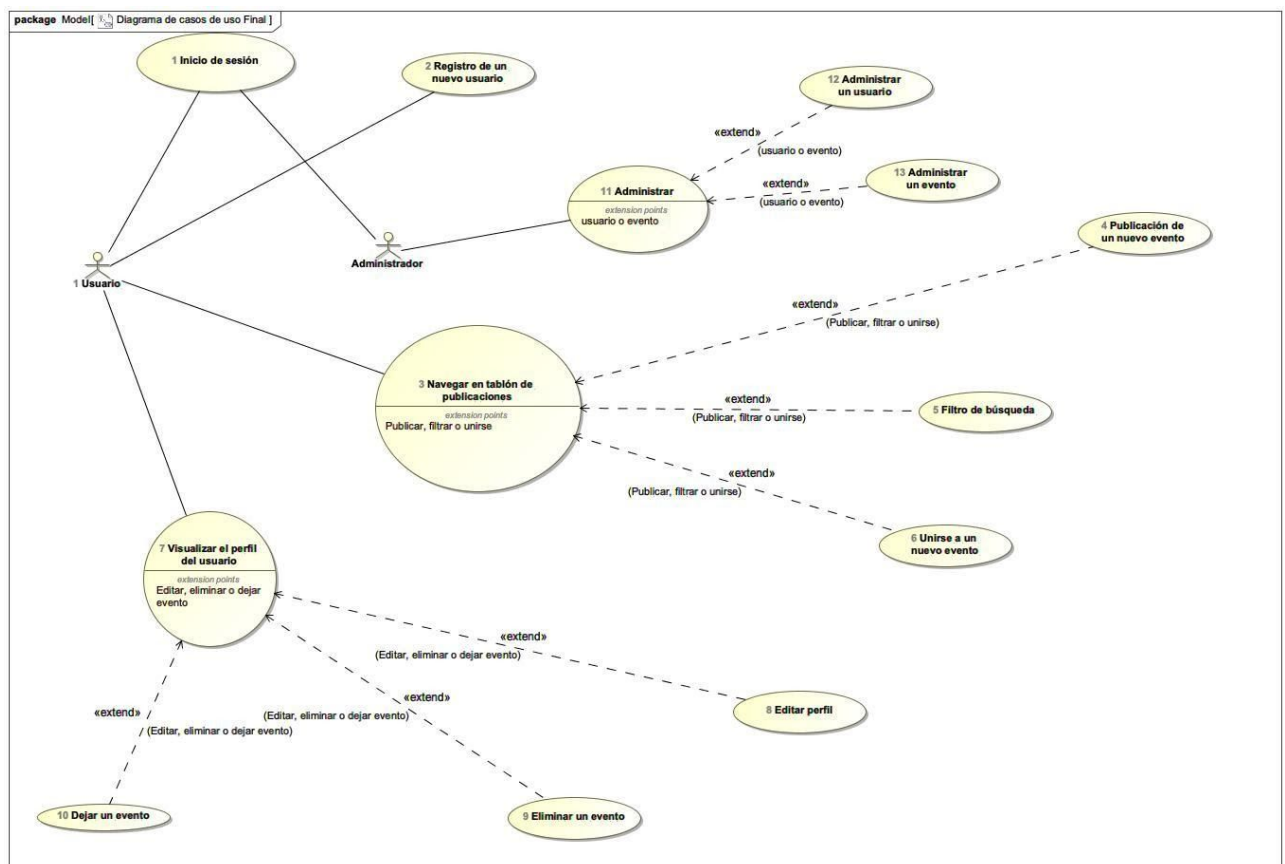 package Model[ Diagrama de casos de uso Final ]
1 Inicio de sesión
2 Registro de un
nuevo usuario
12 Administrar
un usuario
«extend»
(usuario o evento)
13 Administrar
un evento
«extend»
(usuario o evento)
11 Administrar
extension points
usuario o evento
4 Publicación de
un nuevo evento
Administrador
1 Usuario
«extend»
(Publicar, filtrar o unirse)
3 Navegar en tablón de
publicaciones
extension points
Publicar, filtrar o unirse
«extend»
(Publicar, filtrar o unirse)
5 Filtro de búsqueda
«extend»
(Publicar, filtrar o unirse)
6 Unirse a un
nuevo evento
7 Visualizar el perfil
del usuario
extension points
Editar, eliminar o dejar
evento
«extend»
(Editar, eliminar o dejar evento)
8 Editar perfil
«extend»
(Editar, eliminar o dejar evento)
«extend»
(Editar, eliminar o dejar evento)
10 Dejar un evento
9 Eliminar un evento